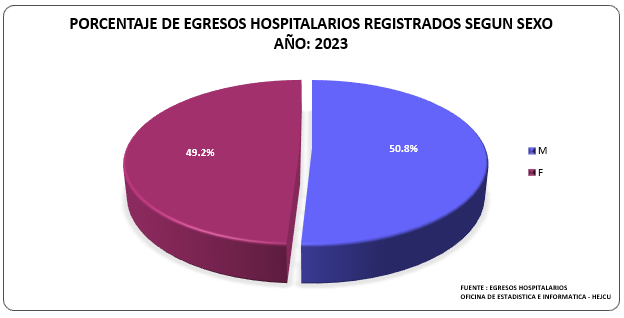 PORCENTAJE DE EGRESOS HOSPITALARIOS REGISTRADOS SEGUN SEXO
AÑO: 2023
49.2%
50.8%
M
F
FUENTE : EGRESOS HOSPITALARIOS
OFICINA DE ESTADISTICA E INFORMATICA - HEJCU